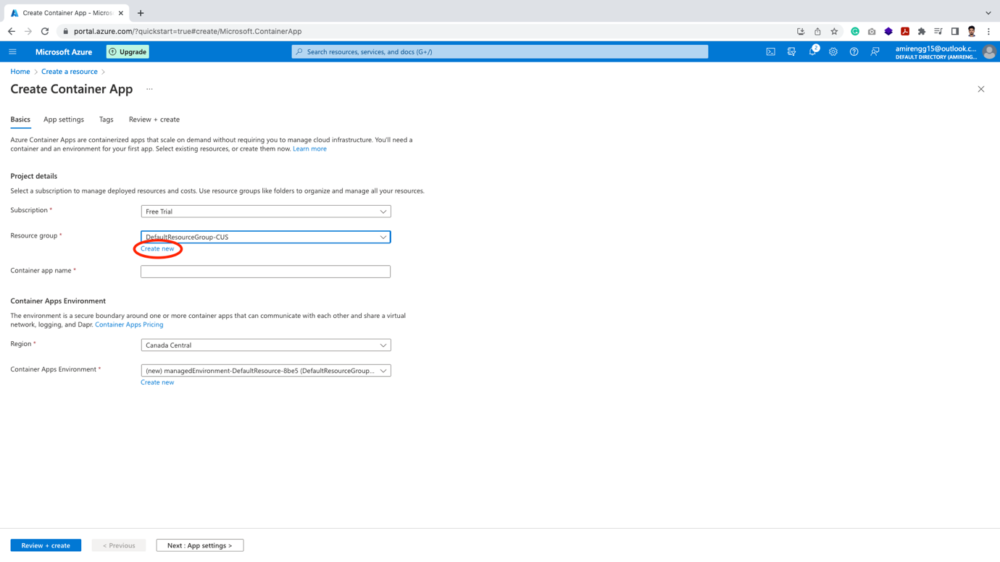 Create Container App - Micros
portal.azure.com/?quickstart=true#create/Microsoft.ContainerApp
Microsoft Azure
Upgrade
Search resources, services, and docs (G+/)
2
amirengg15@outlook.c...
DEFAULT DIRECTORY (AMIRENG...
Home > Create a resource >
Create Container App ...
Basics App settings Tags Review + create
Azure Container Apps are containerized apps that scale on demand without requiring you to manage cloud infrastructure. You'll need a
container and an environment for your first app. Select existing resources, or create them now. Learn more
Project details
Select a subscription to manage deployed resources and costs. Use resource groups like folders to organize and manage all your resources.
Subscription * Free Trial
Resource group * DefaultResourceGroup-CUS
Create new
Container app name *
Container Apps Environment
The environment is a secure boundary around one or more container apps that can communicate with each other and share a virtual
network, logging, and Dapr. Container Apps Pricing
Region * Canada Central
Container Apps Environment * (new) managedEnvironment-DefaultResource-8be5 (DefaultResourceGroup...
Create new
Review + create < Previous Next : App settings >